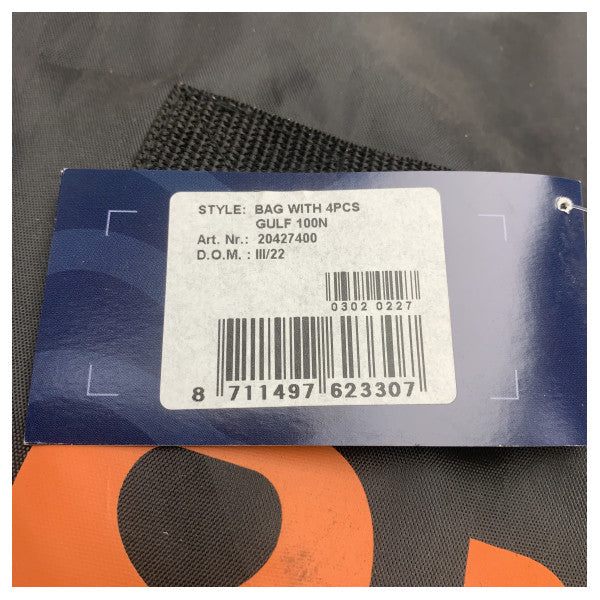 STYLE: BAG WITH 4PCS
GULF 100N
Art. Nr.: 20427400
D.O.M. : III/22
0302 0227
8 711497 623307